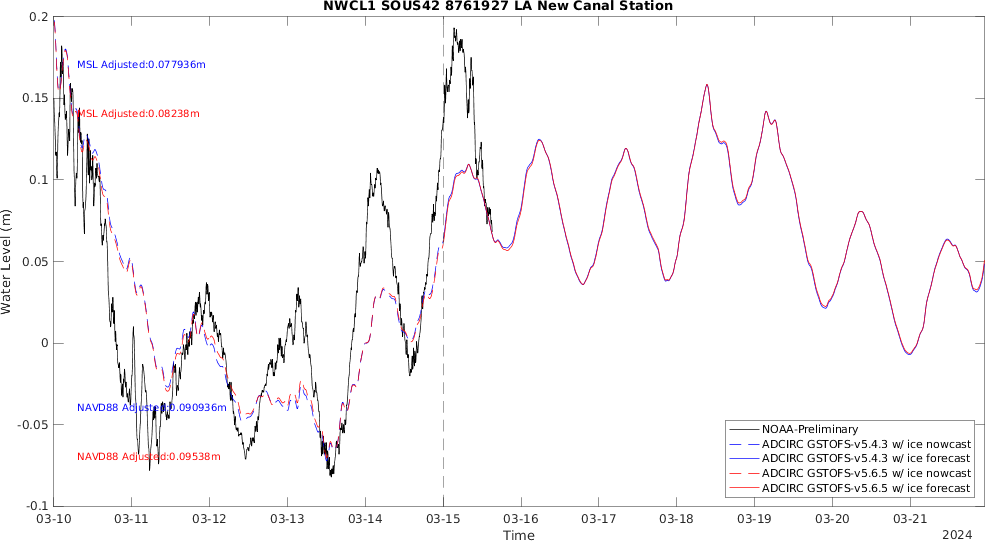 NWCL1 SOUS42 8761927 LA New Canal Station
0.2
0.15
0.1
0.05
0
-0.05
-0.1
Water Level (m)
MSL Adjusted:0.077936m
MSL Adjusted:0.08238m
NAVD88 Adjusted:0.090936m
NAVD88 Adjusted:0.09538m
NOAA-Preliminary
ADCIRC GSTOFS-v5.4.3 w/ ice nowcast
ADCIRC GSTOFS-v5.4.3 w/ ice forecast
ADCIRC GSTOFS-v5.6.5 w/ ice nowcast
ADCIRC GSTOFS-v5.6.5 w/ ice forecast
03-10 03-11 03-12 03-13 03-14 03-15 03-16 03-17 03-18 03-19 03-20 03-21
Time
2024